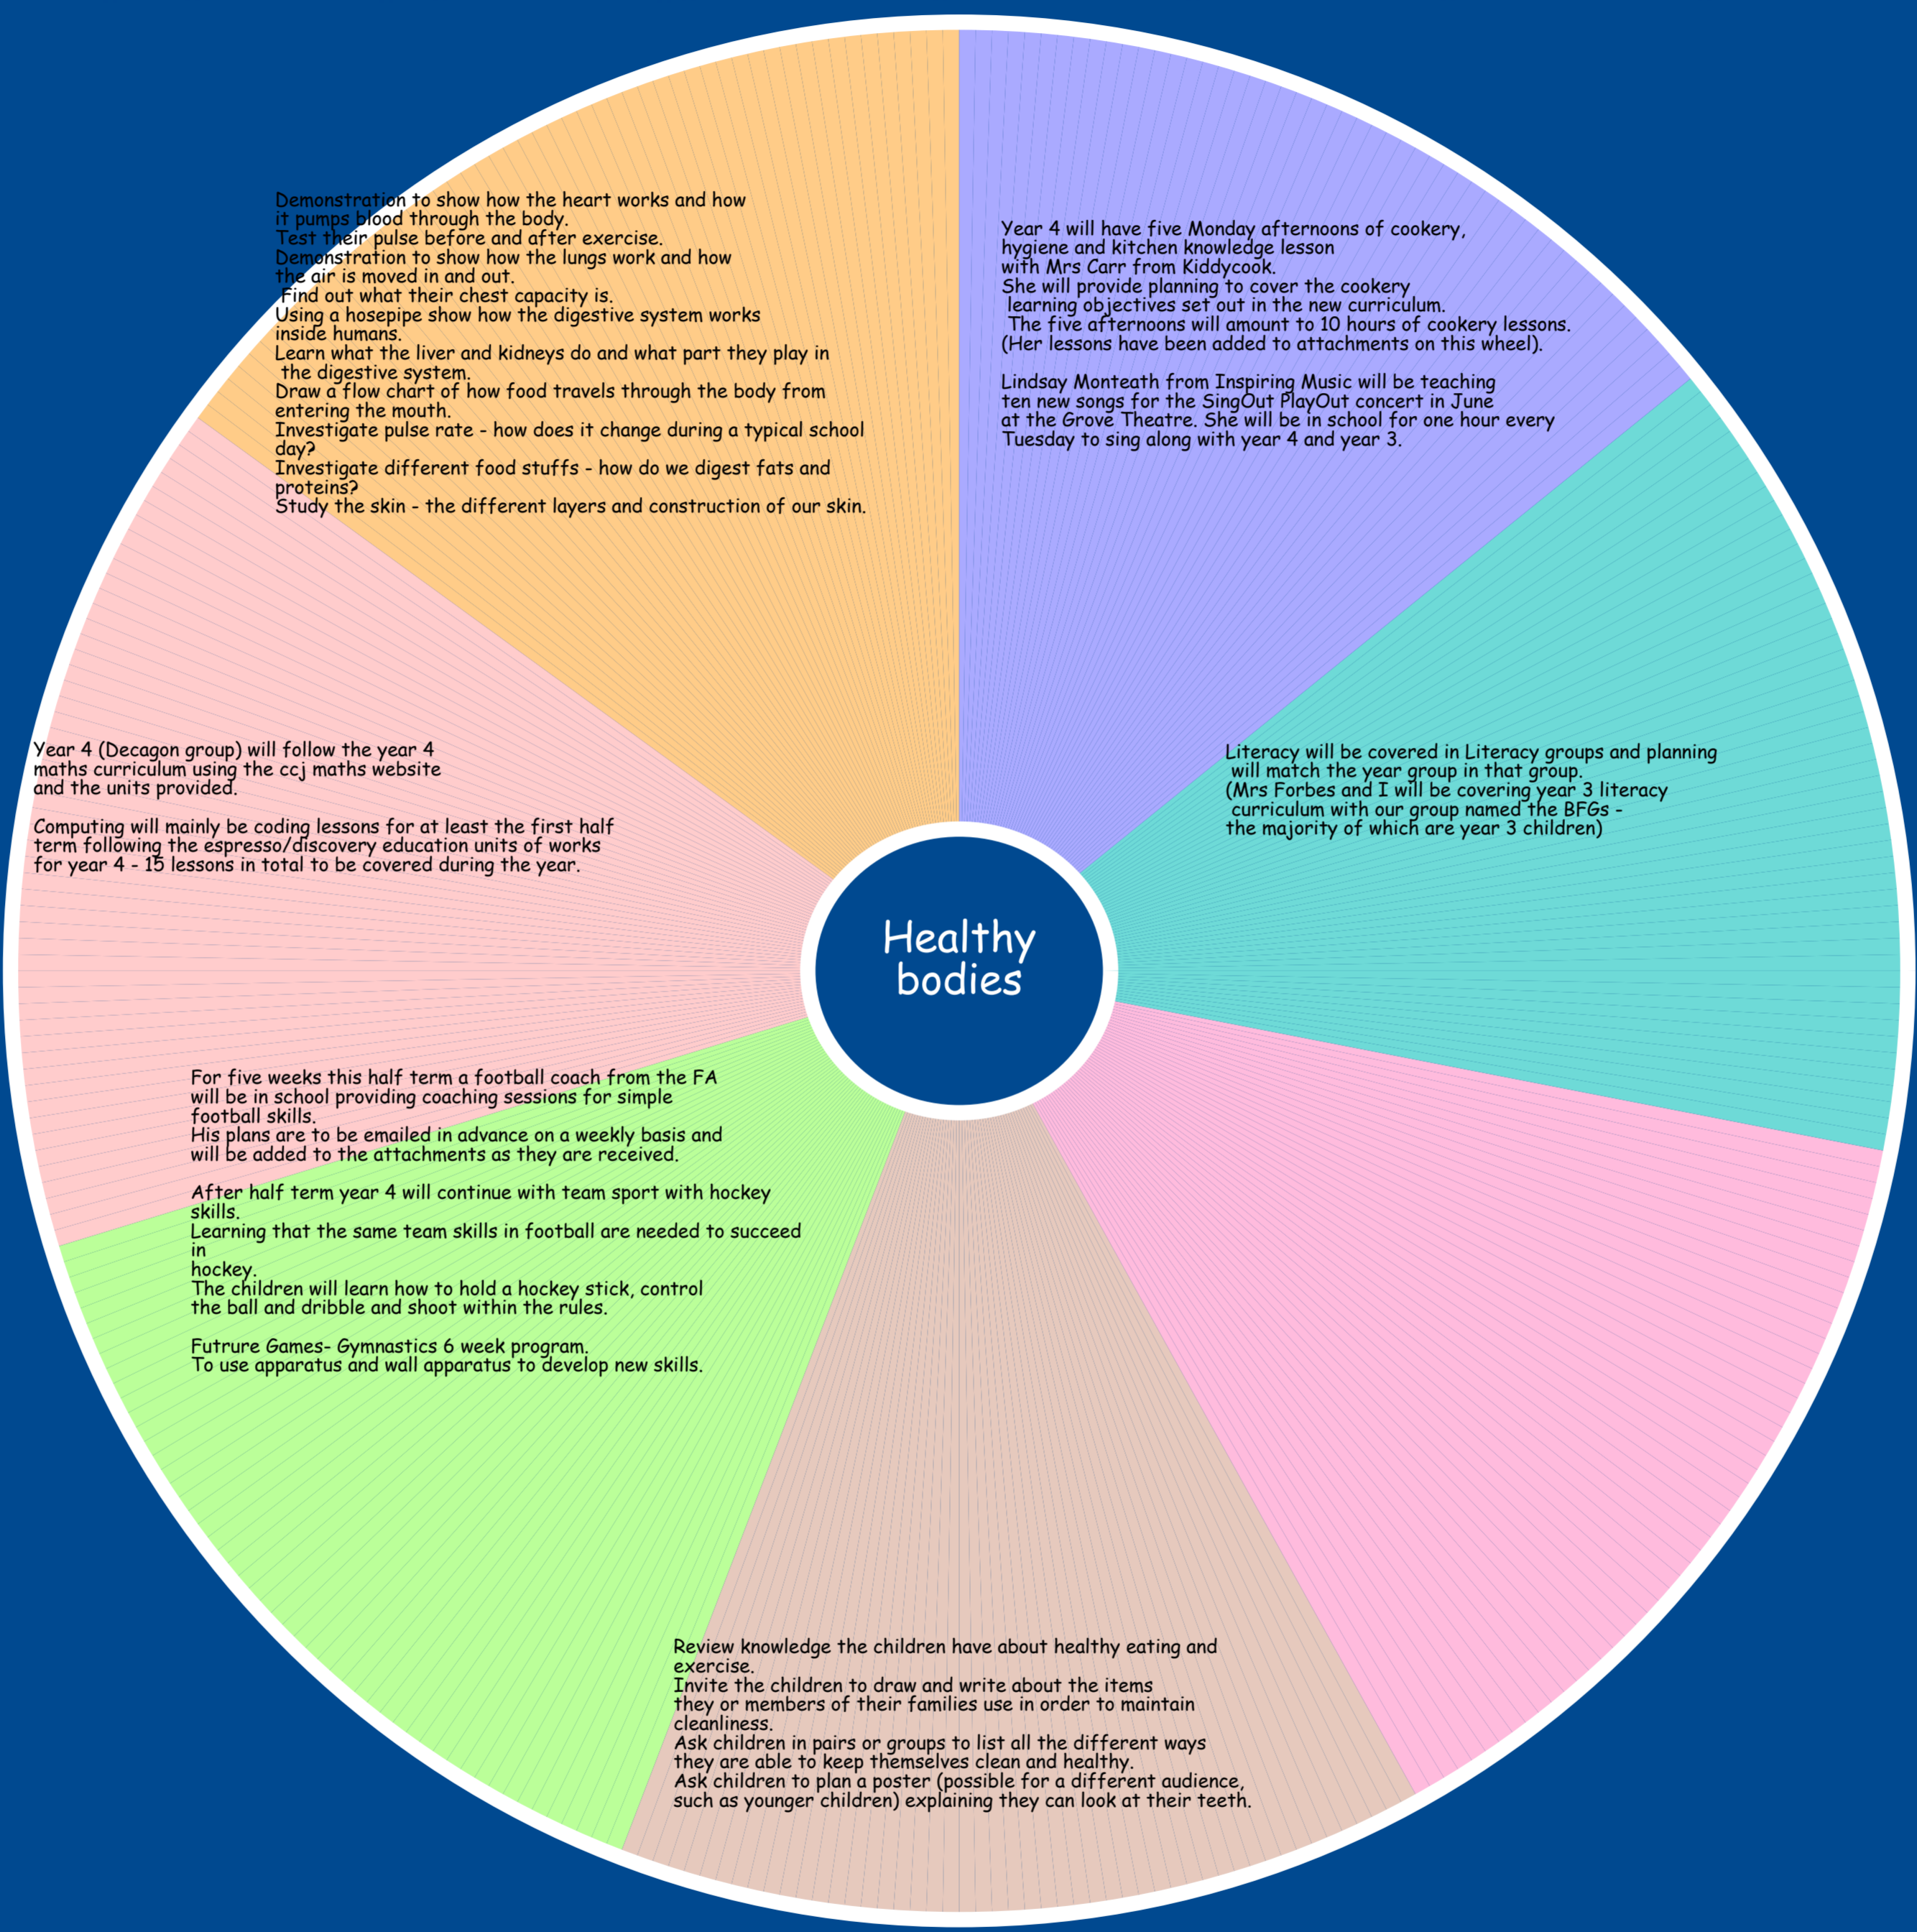 Demonstration to show how the heart works and how
it pumps blood through the body.
Test their pulse before and after exercise.
Demonstration to show how the lungs work and how
the air is moved in and out.
Find out what their chest capacity is.
Using a hosepipe show how the digestive system works
inside humans.
Learn what the liver and kidneys do and what part they play in
the digestive system.
Draw a flow chart of how food travels through the body from
entering the mouth.
Investigate pulse rate - how does it change during a typical school
day?
Investigate different food stuffs - how do we digest fats and
proteins?
Study the skin - the different layers and construction of our skin.
Year 4 will have five Monday afternoons of cookery,
hygiene and kitchen knowledge lesson
with Mrs Carr from Kiddycook.
She will provide planning to cover the cookery
learning objectives set out in the new curriculum.
The five afternoons will amount to 10 hours of cookery lessons.
(Her lessons have been added to attachments on this wheel).
Lindsay Monteath from Inspiring Music will be teaching
ten new songs for the SingOut PlayOut concert in June
at the Grove Theatre. She will be in school for one hour every
Tuesday to sing along with year 4 and year 3.
Year 4 (Decagon group) will follow the year 4
maths curriculum using the ccj maths website
and the units provided.
Computing will mainly be coding lessons for at least the first half
term following the espresso/discovery education units of works
for year 4 - 15 lessons in total to be covered during the year.
Literacy will be covered in Literacy groups and planning
will match the year group in that group.
(Mrs Forbes and I will be covering year 3 literacy
curriculum with our group named the BFGs -
the majority of which are year 3 children)
Healthy
bodies
For five weeks this half term a football coach from the FA
will be in school providing coaching sessions for simple
football skills.
His plans are to be emailed in advance on a weekly basis and
will be added to the attachments as they are received.
After half term year 4 will continue with team sport with hockey
skills.
Learning that the same team skills in football are needed to succeed
in
hockey.
The children will learn how to hold a hockey stick, control
the ball and dribble and shoot within the rules.
Futrure Games- Gymnastics 6 week program.
To use apparatus and wall apparatus to develop new skills.
Review knowledge the children have about healthy eating and
exercise.
Invite the children to draw and write about the items
they or members of their families use in order to maintain
cleanliness.
Ask children in pairs or groups to list all the different ways
they are able to keep themselves clean and healthy.
Ask children to plan a poster (possible for a different audience,
such as younger children) explaining they can look at their teeth.